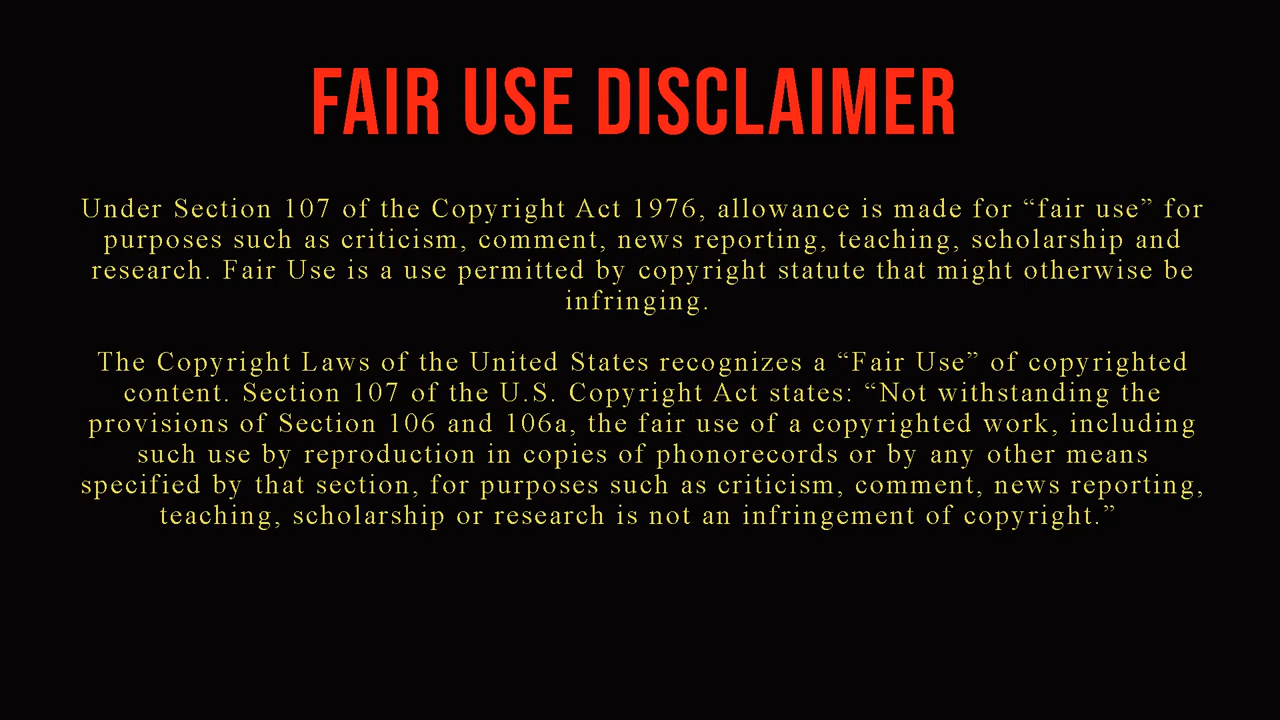 FAIR USE DISCLAIMER
Under Section 107 of the Copyright Act 1976, allowance is made for “fair use” for
purposes such as criticism, comment, news reporting, teaching, scholarship and
research. Fair Use is a use permitted by copyright statute that might otherwise be
infringing.
The Copyright Laws of the United States recognizes a “Fair Use” of copyrighted
content. Section 107 of the U.S. Copyright Act states: “Not withstanding the
provisions of Section 106 and 106a, the fair use of a copyrighted work, including
such use by reproduction in copies of phonorecords or by any other means
specified by that section, for purposes such as criticism, comment, news reporting,
teaching, scholarship or research is not an infringement of copyright.”